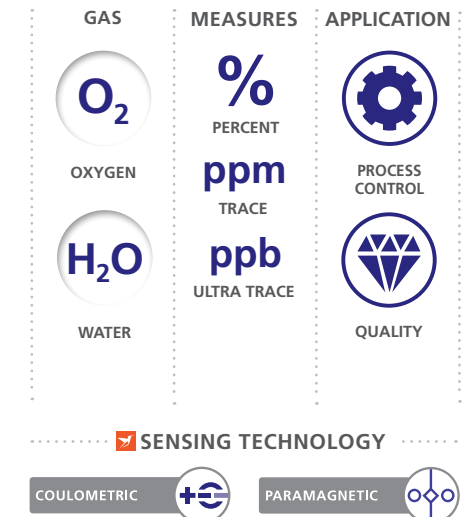 GAS
O₂
OXYGEN
H₂O
WATER
MEASURES
%
PERCENT
ppm
TRACE
ppb
ULTRA TRACE
APPLICATION
PROCESS
CONTROL
QUALITY
SENSING TECHNOLOGY
COULOMETRIC
PARAMAGNETIC